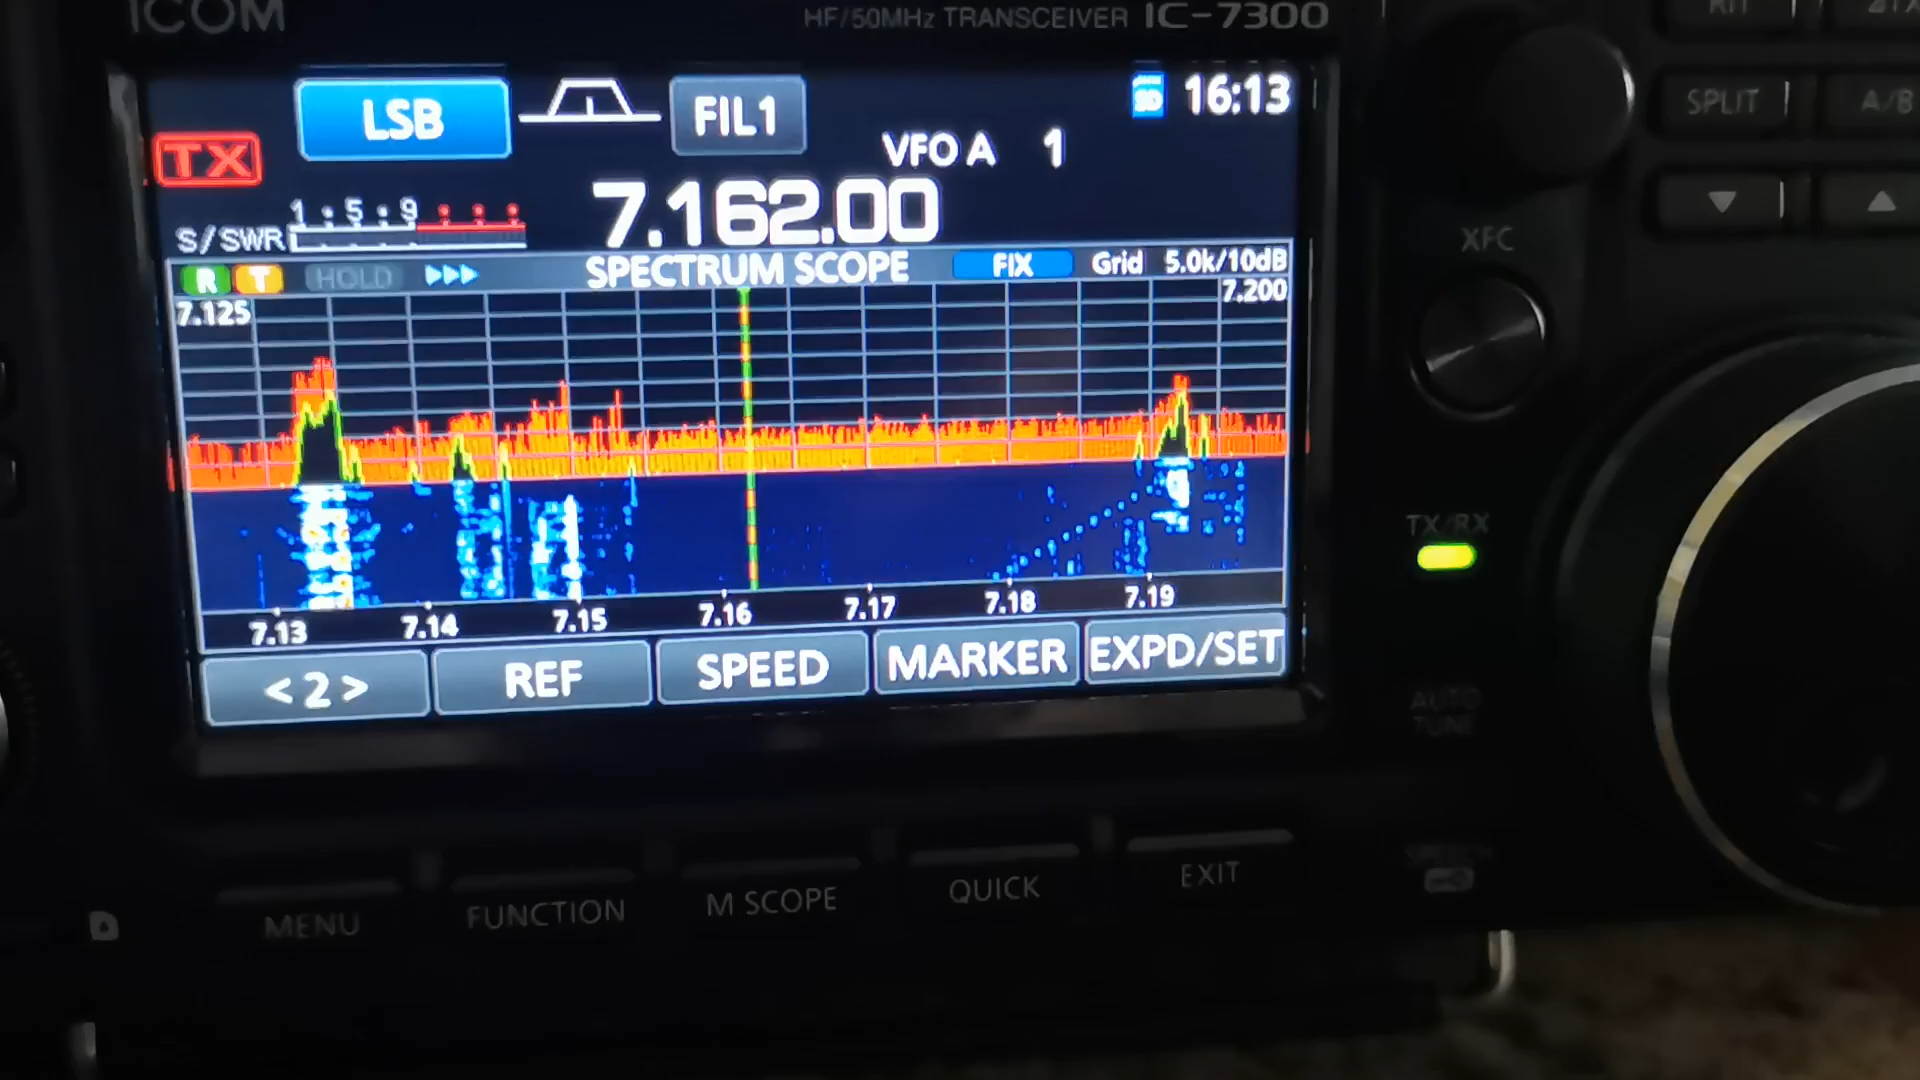 ICOM
HF/50MHz TRANSCEIVER IC-7300
LSB FIL1 SD 16:13
TX VFO A 1
1 • 5 • 9
S/SWR 7.162.00
R T HOLD SPECTRUM SCOPE FIX Grid 5.0k/10dB
7.125 7.200
7.13 7.14 7.15 7.16 7.17 7.18 7.19
<2> REF SPEED MARKER EXPD/SET
MENU FUNCTION M SCOPE QUICK EXIT
RIT
SPLIT A/B
XFC
TX/RX
AUTO
TUNE
SPEECH